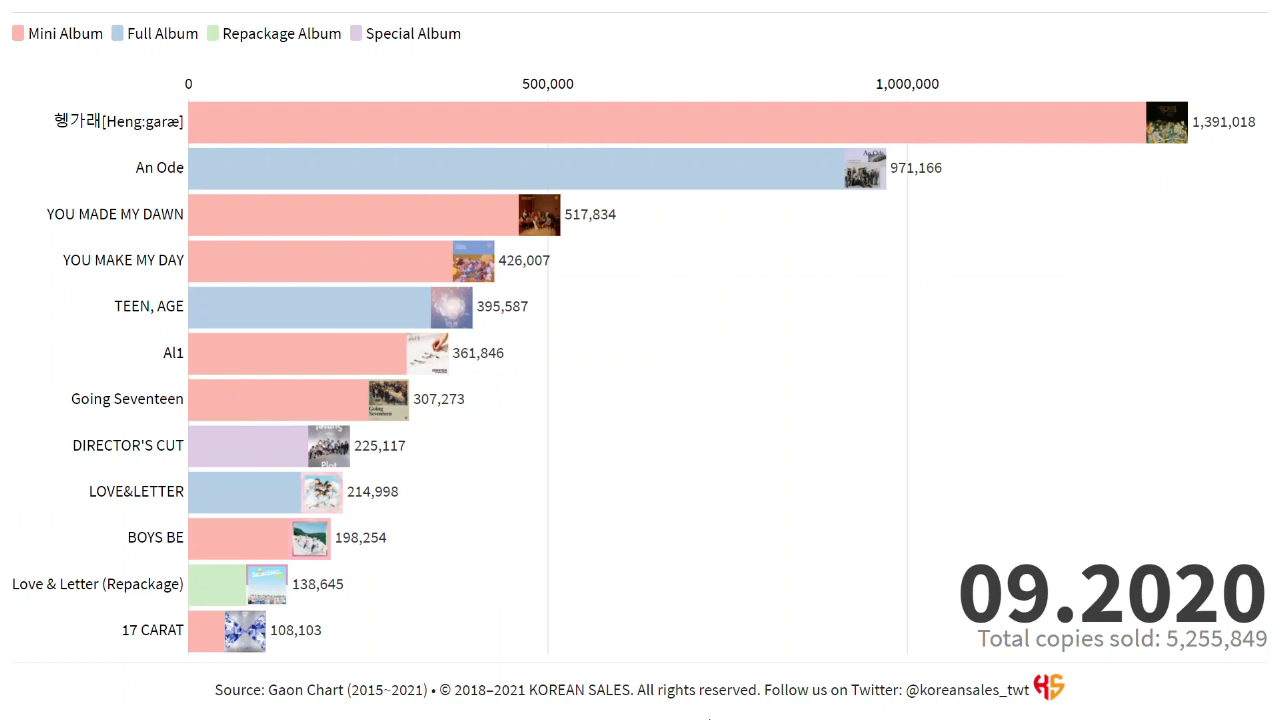 Mini Album Full Album Repackage Album Special Album
0 500,000 1,000,000
헹가래[Heng:garæ] 1,391,018
An Ode 971,166
YOU MADE MY DAWN 517,834
YOU MAKE MY DAY 426,007
TEEN, AGE 395,587
Al1 361,846
Going Seventeen 307,273
DIRECTOR'S CUT 225,117
LOVE&LETTER 214,998
BOYS BE 198,254
Love & Letter (Repackage) 138,645
17 CARAT 108,103
09.2020
Total copies sold: 5,255,849
Source: Gaon Chart (2015~2021) • © 2018–2021 KOREAN SALES. All rights reserved. Follow us on Twitter: @koreansales_twt KS